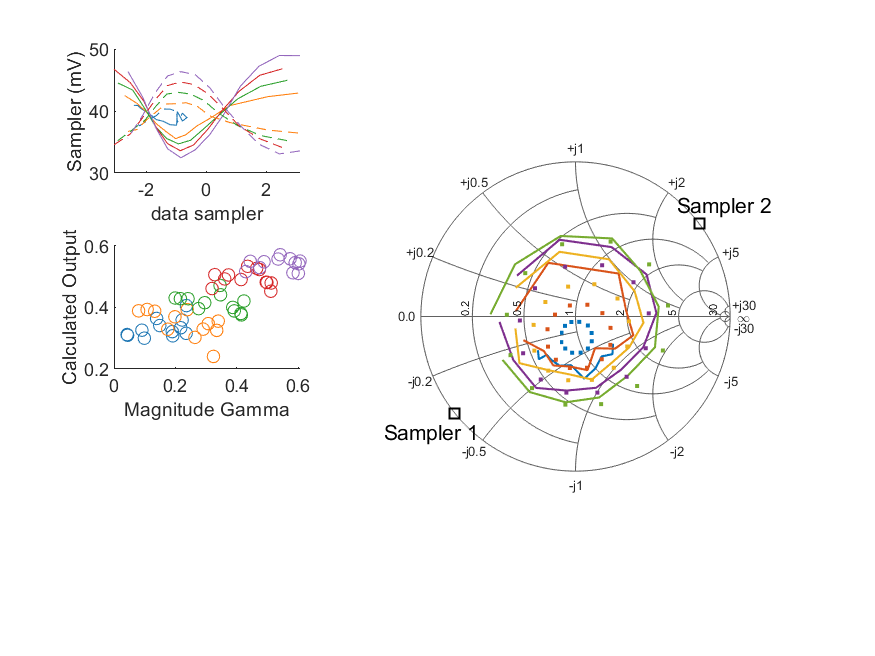 50
40
30
Sampler (mV)
-2 0 2
data sampler
0.6
0.4
0.2
Calculated Output
0 0.2 0.4 0.6
Magnitude Gamma
+j1
+j0.5
+j2
Sampler 2
+j0.2
+j5
0.0
0.2
0.5
1
2
5
30
+j30
∞
-j30
-j0.2
-j5
Sampler 1
-j0.5
-j2
-j1